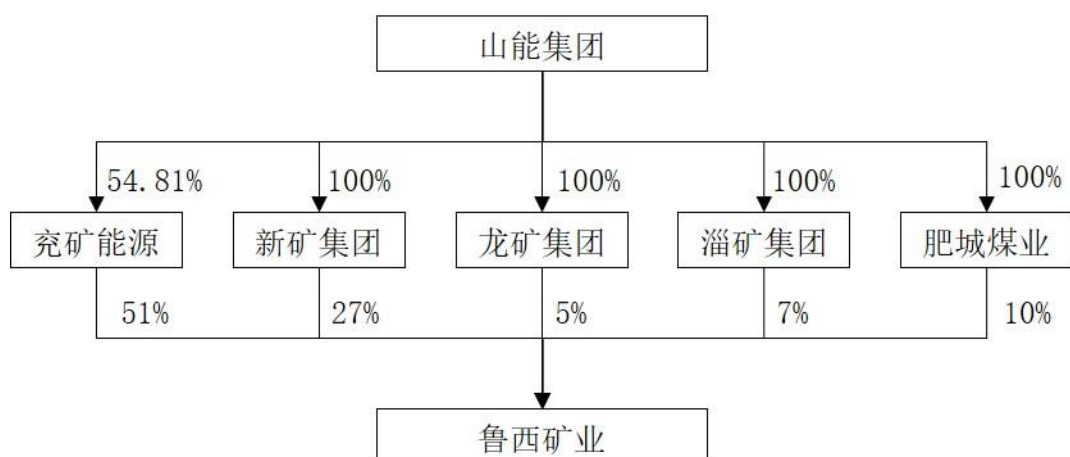 山能集团
54.81%
100%
100%
100%
100%
兖矿能源
新矿集团
龙矿集团
淄矿集团
肥城煤业
51%
27%
5%
7%
10%
鲁西矿业